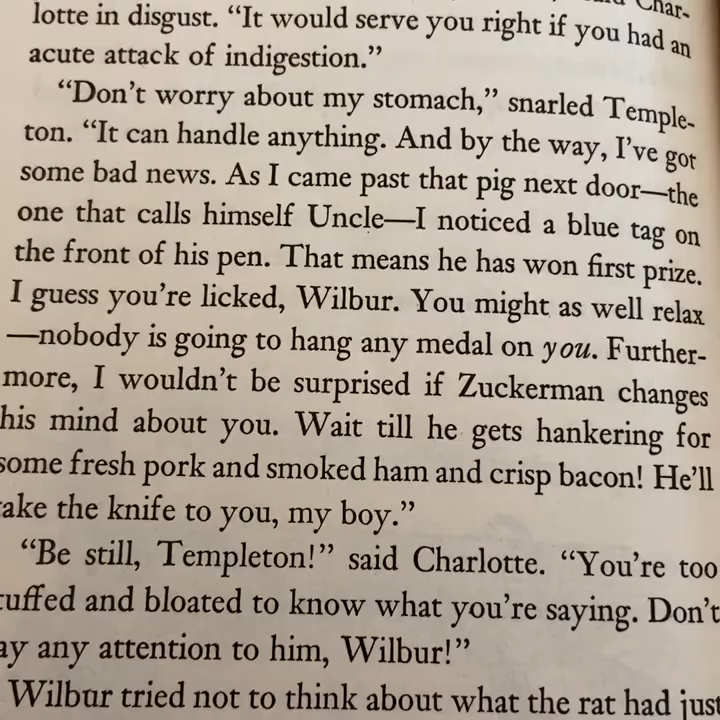 Char-
lotte in disgust. “It would serve you right if you had an
acute attack of indigestion.”
“Don’t worry about my stomach,” snarled Temple-
ton. “It can handle anything. And by the way, I’ve got
some bad news. As I came past that pig next door—the
one that calls himself Uncle—I noticed a blue tag on
the front of his pen. That means he has won first prize.
I guess you’re licked, Wilbur. You might as well relax
—nobody is going to hang any medal on you. Further-
more, I wouldn’t be surprised if Zuckerman changes
his mind about you. Wait till he gets hankering for
some fresh pork and smoked ham and crisp bacon! He’ll
take the knife to you, my boy.”
“Be still, Templeton!” said Charlotte. “You’re too
stuffed and bloated to know what you’re saying. Don’t
pay any attention to him, Wilbur!”
Wilbur tried not to think about what the rat had just